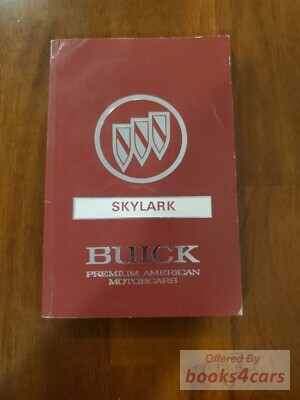 SKYLARK
BUICK
PREMIUM AMERICAN
MOTORCARS
Offered By
books4cars